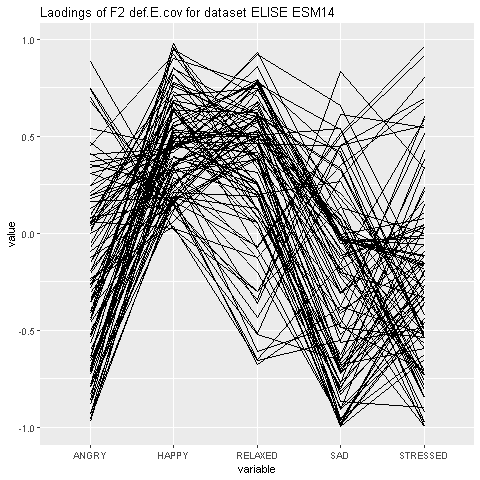 Laodings of F2 def.E.cov for dataset ELISE ESM14
1.0
0.5
0.0
-0.5
-1.0
value
ANGRY HAPPY RELAXED SAD STRESSED
variable